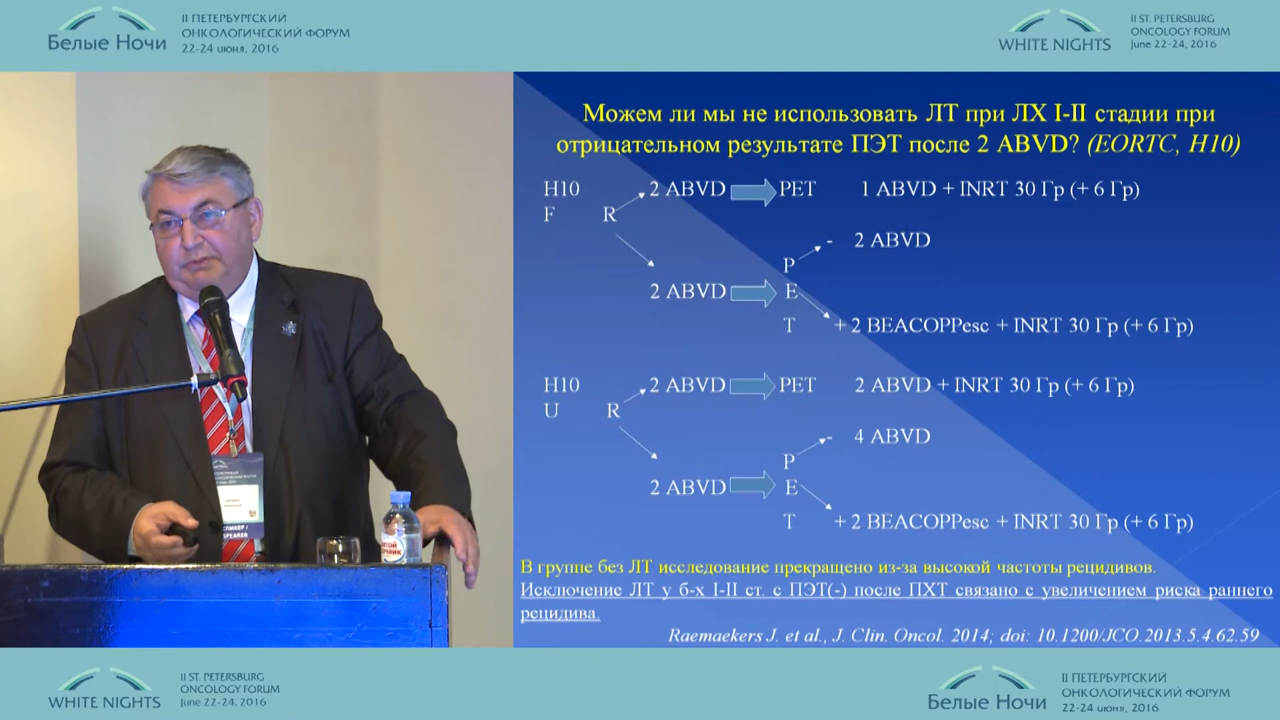 Белые Ночи
II ПЕТЕРБУРГСКИЙ
ОНКОЛОГИЧЕСКИЙ ФОРУМ
22-24 июня, 2016
WHITE NIGHTS
II ST. PETERSBURG
ONCOLOGY FORUM
June 22-24, 2016
Можем ли мы не использовать ЛТ при ЛХ I-II стадии при
отрицательном результате ПЭТ после 2 ABVD? (EORTC, H10)
H10 2 ABVD PET 1 ABVD + INRT 30 Гр (+ 6 Гр)
F R
- 2 ABVD
P
2 ABVD E
T + 2 BEACOPPesc + INRT 30 Гр (+ 6 Гр)
H10 2 ABVD PET 2 ABVD + INRT 30 Гр (+ 6 Гр)
U R
- 4 ABVD
P
2 ABVD E
T + 2 BEACOPPesc + INRT 30 Гр (+ 6 Гр)
В группе без ЛТ исследование прекращено из-за высокой частоты рецидивов.
Исключение ЛТ у б-х I-II ст. с ПЭТ(-) после ПХТ связано с увеличением риска раннего
рецидива.
Raemaekers J. et al., J. Clin. Oncol. 2014; doi: 10.1200/JCO.2013.5.4.62.59
SPEAKER
WHITE NIGHTS
II ST. PETERSBURG
ONCOLOGY FORUM
June 22-24, 2016
Белые Ночи
II ПЕТЕРБУРГСКИЙ
ОНКОЛОГИЧЕСКИЙ ФОРУМ
22-24 июня, 2016